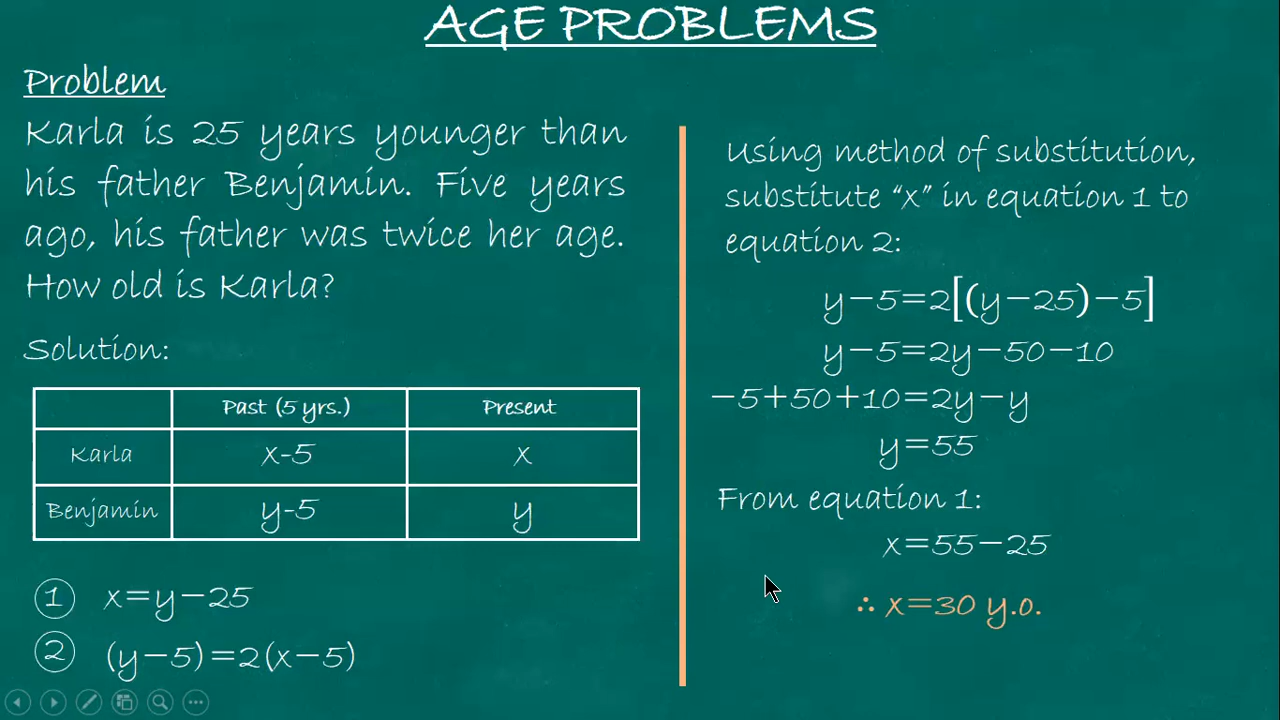 AGE PROBLEMS
Problem
Karla is 25 years younger than
his father Benjamin. Five years
ago, his father was twice her age.
How old is Karla?
Solution:
Past (5 yrs.) Present
Karla x-5 x
Benjamin y-5 y
1 x=y-25
2 (y-5)=2(x-5)
Using method of substitution,
substitute “x” in equation 1 to
equation 2:
y-5=2[(y-25)-5]
y-5=2y-50-10
-5+50+10=2y-y
y=55
From equation 1:
x=55-25
∴ x=30 y.o.